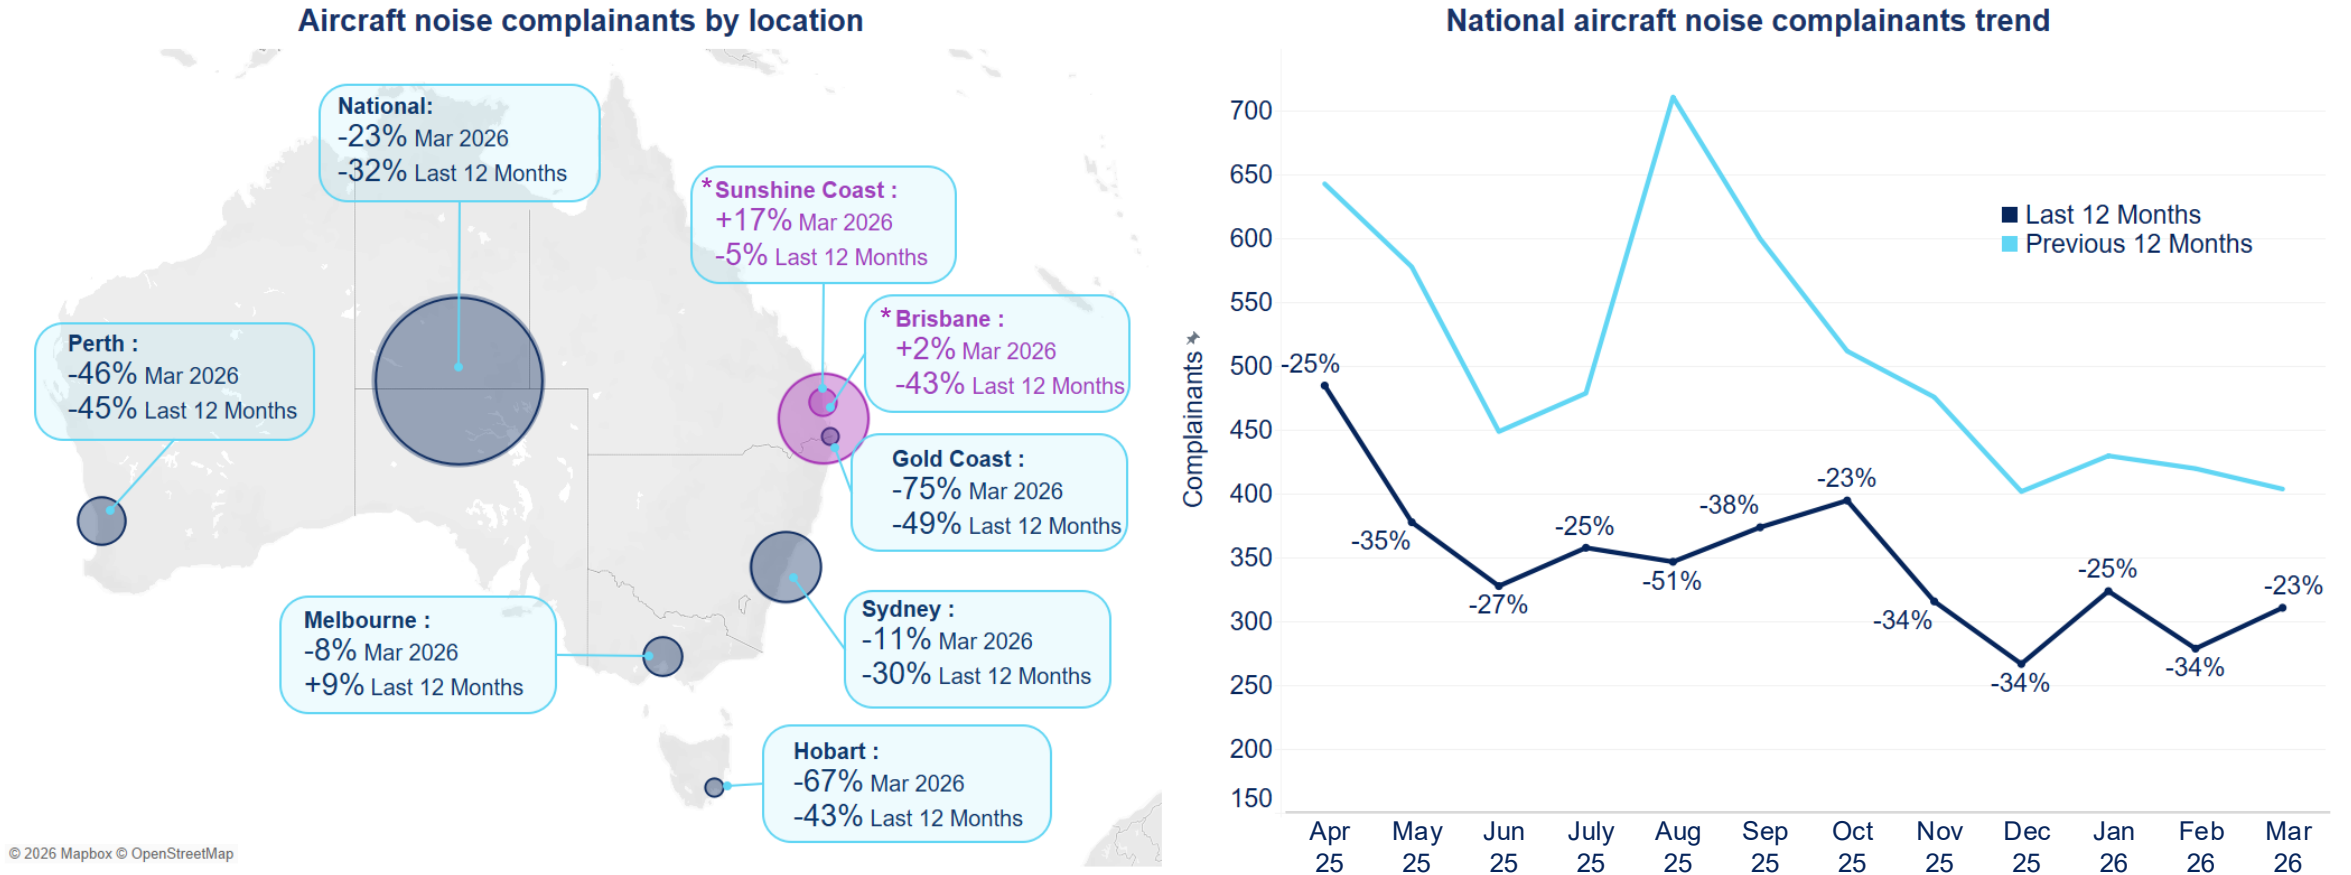 Aircraft noise complainants by location
National:
-23% Mar 2026
-32% Last 12 Months
*Sunshine Coast :
+17% Mar 2026
-5% Last 12 Months
*Brisbane :
+2% Mar 2026
-43% Last 12 Months
Perth :
-46% Mar 2026
-45% Last 12 Months
Gold Coast :
-75% Mar 2026
-49% Last 12 Months
Sydney :
-11% Mar 2026
-30% Last 12 Months
Melbourne :
-8% Mar 2026
+9% Last 12 Months
Hobart :
-67% Mar 2026
-43% Last 12 Months
© 2026 Mapbox © OpenStreetMap
National aircraft noise complainants trend
Complainants
700
650
600
550
500
450
400
350
300
250
200
150
Last 12 Months
Previous 12 Months
-25%
-35%
-27%
-25%
-51%
-38%
-23%
-34%
-34%
-25%
-34%
-23%
Apr 25
May 25
Jun 25
July 25
Aug 25
Sep 25
Oct 25
Nov 25
Dec 25
Jan 26
Feb 26
Mar 26